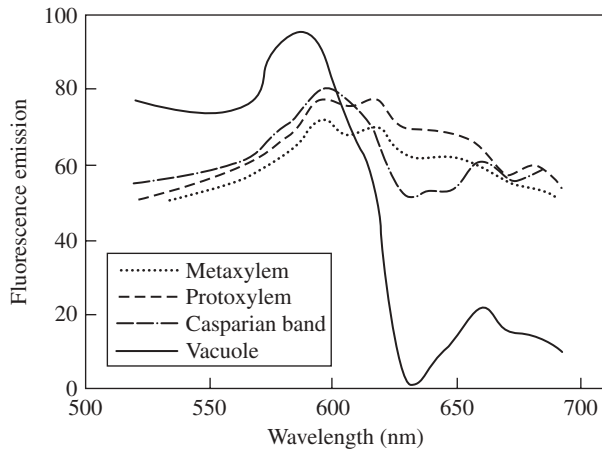 100
80
60
40
20
0
Fluorescence emission
Metaxylem
Protoxylem
Casparian band
Vacuole
500 550 600 650 700
Wavelength (nm)